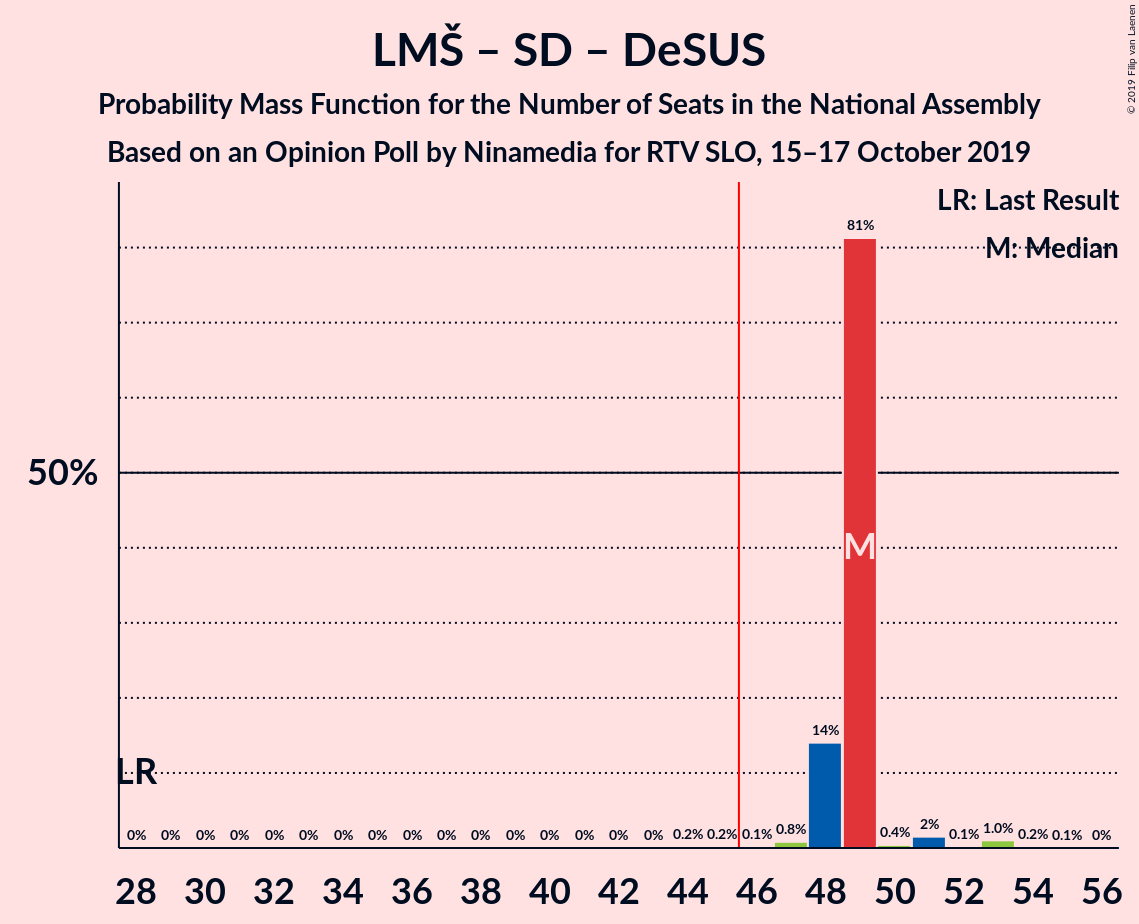 LMŠ – SD – DeSUS
Probability Mass Function for the Number of Seats in the National Assembly
Based on an Opinion Poll by Ninamedia for RTV SLO, 15–17 October 2019
© 2019 Filip van Laenen
LR: Last Result
M: Median
81%
50%
M
14%
LR
0% 0% 0% 0% 0% 0% 0% 0% 0% 0% 0% 0% 0% 0% 0% 0% 0.2% 0.2% 0.1% 0.8% 0.4% 2% 0.1% 1.0% 0.2% 0.1% 0%
28 30 32 34 36 38 40 42 44 46 48 50 52 54 56